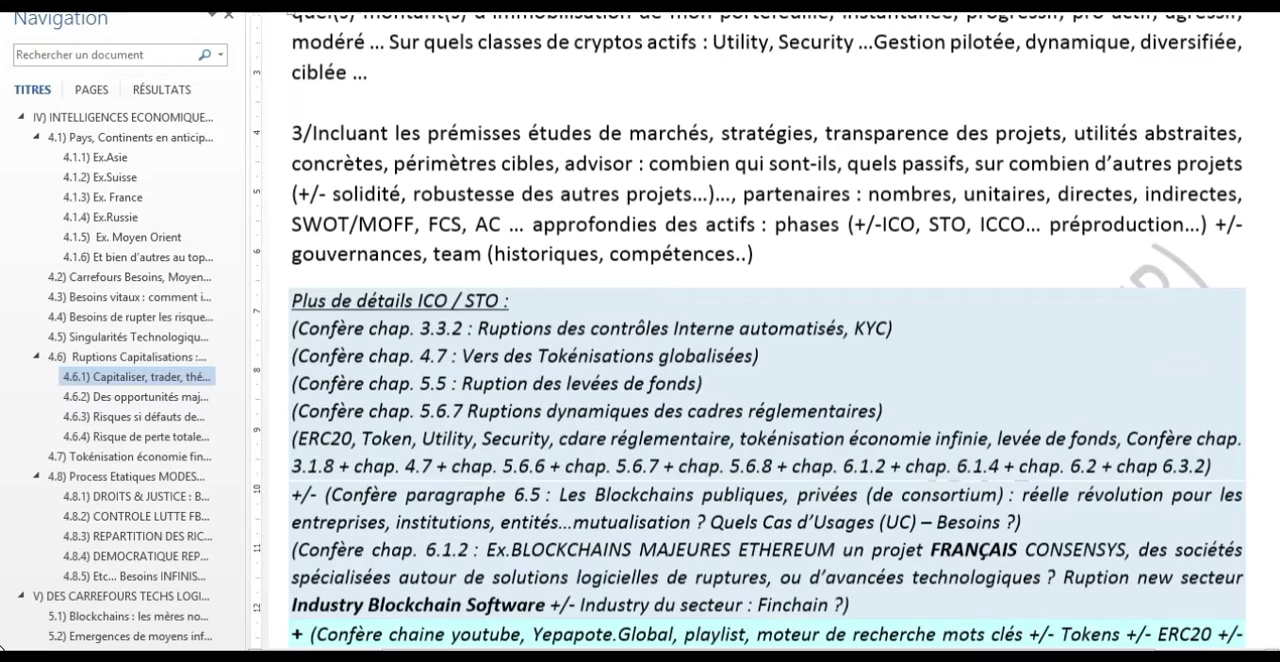 Navigation
Rechercher un document
TITRES PAGES RÉSULTATS
IV) INTELLIGENCES ECONOMIQUE...
4.1) Pays, Continents en anticip...
4.1.1) Ex.Asie
4.1.2) Ex.Suisse
4.1.3) Ex. France
4.1.4) Ex.Russie
4.1.5) Ex. Moyen Orient
4.1.6) Et bien d'autres au top...
4.2) Carrefours Besoins, Moyen...
4.3) Besoins vitaux : comment i...
4.4) Besoins de rupter les risque...
4.5) Singularités Technologiqu...
4.6) Ruptions Capitalisations :...
4.6.1) Capitaliser, trader, thé...
4.6.2) Des opportunités maj...
4.6.3) Risques si défauts de...
4.6.4) Risque de perte totale...
4.7) Tokénisation économie fin...
4.8) Process Etatiques MODES...
4.8.1) DROITS & JUSTICE : B...
4.8.2) CONTROLE LUTTE FB...
4.8.3) REPARTITION DES RIC...
4.8.4) DEMOCRATIQUE REP...
4.8.5) Etc... Besoins INFINIS...
V) DES CARREFOURS TECHS LOGI...
5.1) Blockchains : les mères no...
5.2) Emergences de moyens inf...
quel(s) montant(s) d'immobilisation de mon portefeuille, instantanée, progressif, pro actif, agressif,
modéré ... Sur quels classes de cryptos actifs : Utility, Security ...Gestion pilotée, dynamique, diversifiée,
ciblée ...
3/Incluant les prémisses études de marchés, stratégies, transparence des projets, utilités abstraites,
concrètes, périmètres cibles, advisor : combien qui sont-ils, quels passifs, sur combien d'autres projets
(+/- solidité, robustesse des autres projets...)..., partenaires : nombres, unitaires, directes, indirectes,
SWOT/MOFF, FCS, AC ... approfondies des actifs : phases (+/-ICO, STO, ICCO... préproduction...) +/-
gouvernances, team (historiques, compétences..)
Plus de détails ICO / STO :
(Confère chap. 3.3.2 : Ruptions des contrôles Interne automatisés, KYC)
(Confère chap. 4.7 : Vers des Tokénisations globalisées)
(Confère chap. 5.5 : Ruption des levées de fonds)
(Confère chap. 5.6.7 Ruptions dynamiques des cadres réglementaires)
(ERC20, Token, Utility, Security, cdare réglementaire, tokénisation économie infinie, levée de fonds, Confère chap.
3.1.8 + chap. 4.7 + chap. 5.6.6 + chap. 5.6.7 + chap. 5.6.8 + chap. 6.1.2 + chap. 6.1.4 + chap. 6.2 + chap 6.3.2)
+/- (Confère paragraphe 6.5 : Les Blockchains publiques, privées (de consortium) : réelle révolution pour les
entreprises, institutions, entités...mutualisation ? Quels Cas d'Usages (UC) – Besoins ?)
(Confère chap. 6.1.2 : Ex.BLOCKCHAINS MAJEURES ETHEREUM un projet FRANÇAIS CONSENSYS, des sociétés
spécialisées autour de solutions logicielles de ruptures, ou d'avancées technologiques ? Ruption new secteur
Industry Blockchain Software +/- Industry du secteur : Finchain ?)
+ (Confère chaine youtube, Yepapote.Global, playlist, moteur de recherche mots clés +/- Tokens +/- ERC20 +/-